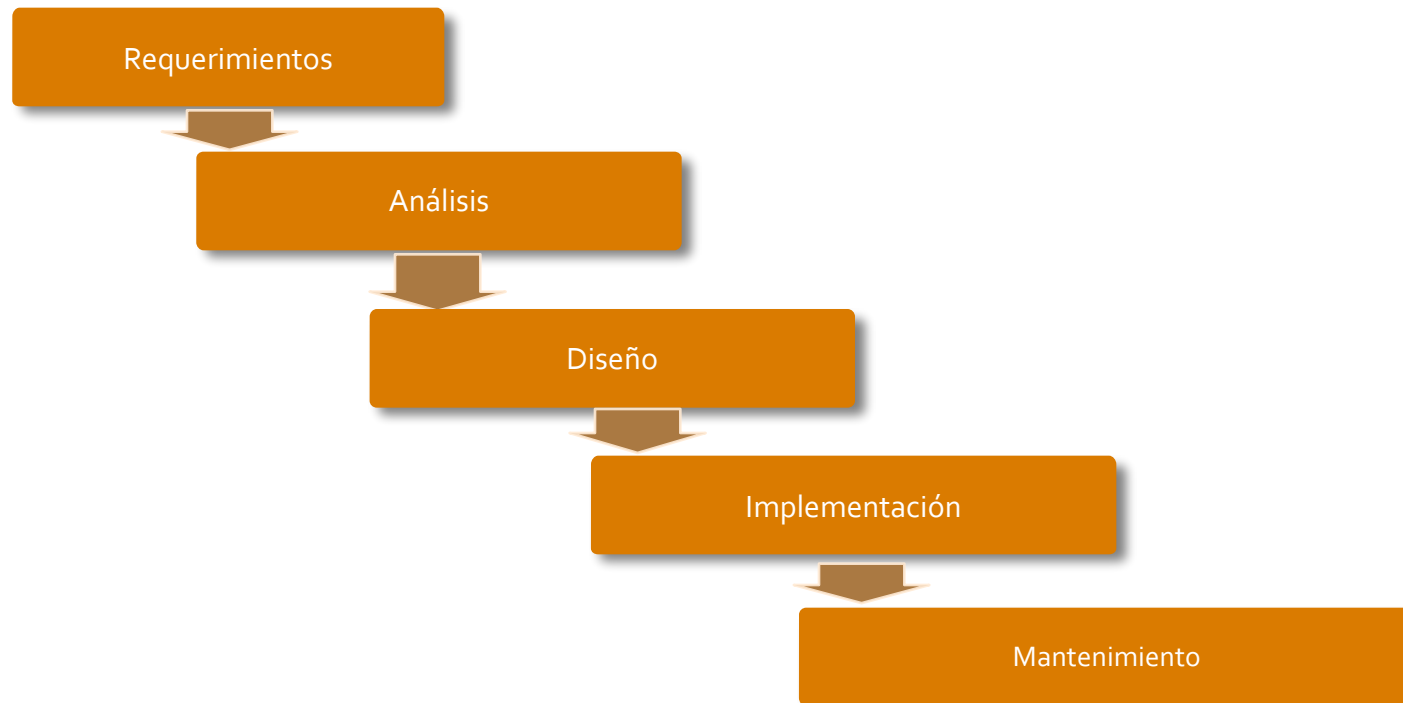 Requerimientos
Análisis
Diseño
Implementación
Mantenimiento